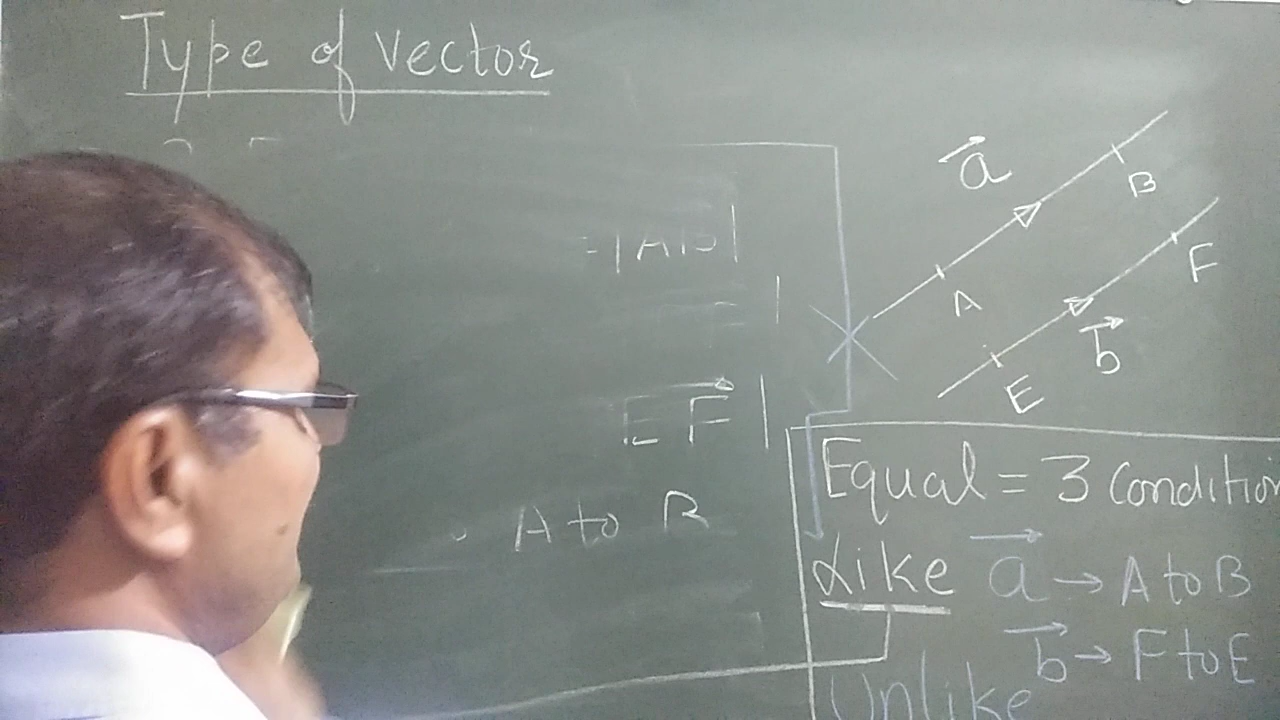 Type of vector
a
B
A
F
b
E
= |AB|
EF|
A to B
Equal = 3 Condition
Like a → A to B
b → F to E
Unlike